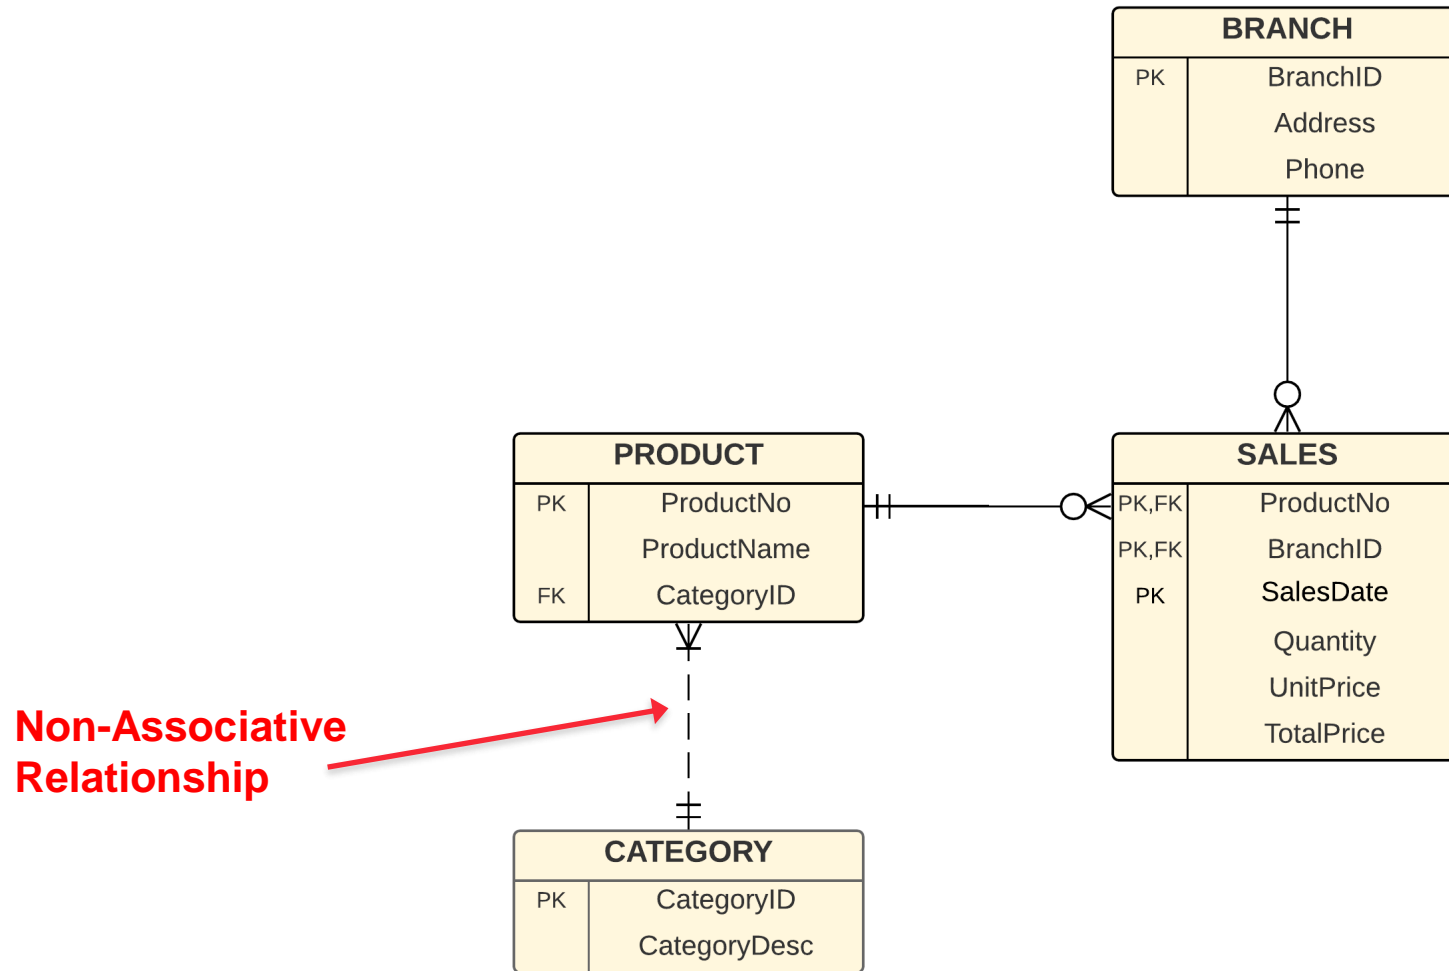 BRANCH
PK BranchID
Address
Phone
PRODUCT
PK ProductNo
ProductName
FK CategoryID
SALES
PK,FK ProductNo
PK,FK BranchID
PK SalesDate
Quantity
UnitPrice
TotalPrice
Non-Associative
Relationship
CATEGORY
PK CategoryID
CategoryDesc